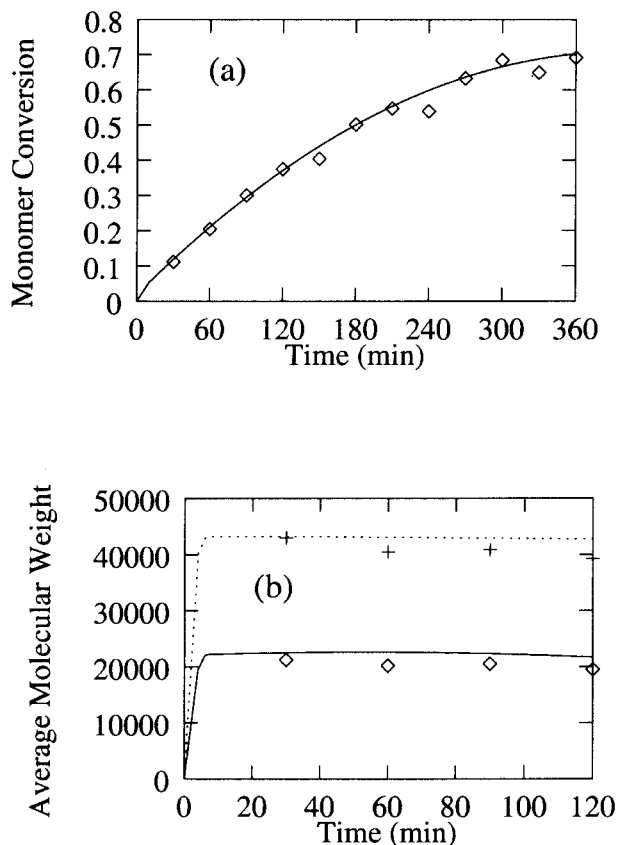 0.8
0.7
0.6
0.5
0.4
0.3
0.2
0.1
0
(a)
Monomer Conversion
0 60 120 180 240 300 360
Time (min)
50000
40000
30000
20000
10000
0
(b)
Average Molecular Weight
0 20 40 60 80 100 120
Time (min)